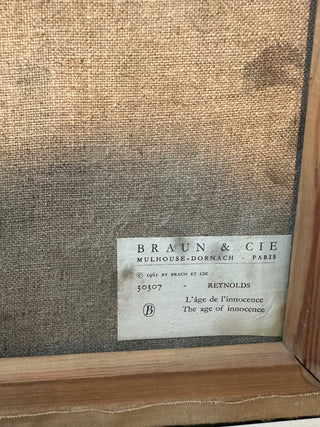 BRAUN & CIE
MULHOUSE-DORNACH - PARIS
© 1961 BY BRAUN ET CIE
30307 - REYNOLDS
L'âge de l'innocence
B The age of innocence